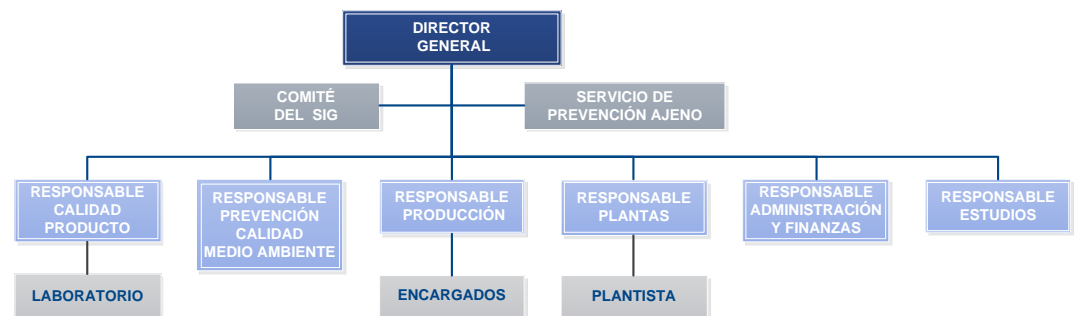 DIRECTOR
GENERAL
COMITÉ
DEL SIG
SERVICIO DE
PREVENCIÓN AJENO
RESPONSABLE
CALIDAD
PRODUCTO
RESPONSABLE
PREVENCIÓN
CALIDAD
MEDIO AMBIENTE
RESPONSABLE
PRODUCCIÓN
RESPONSABLE
PLANTAS
RESPONSABLE
ADMINISTRACIÓN
Y FINANZAS
RESPONSABLE
ESTUDIOS
LABORATORIO
ENCARGADOS
PLANTISTA